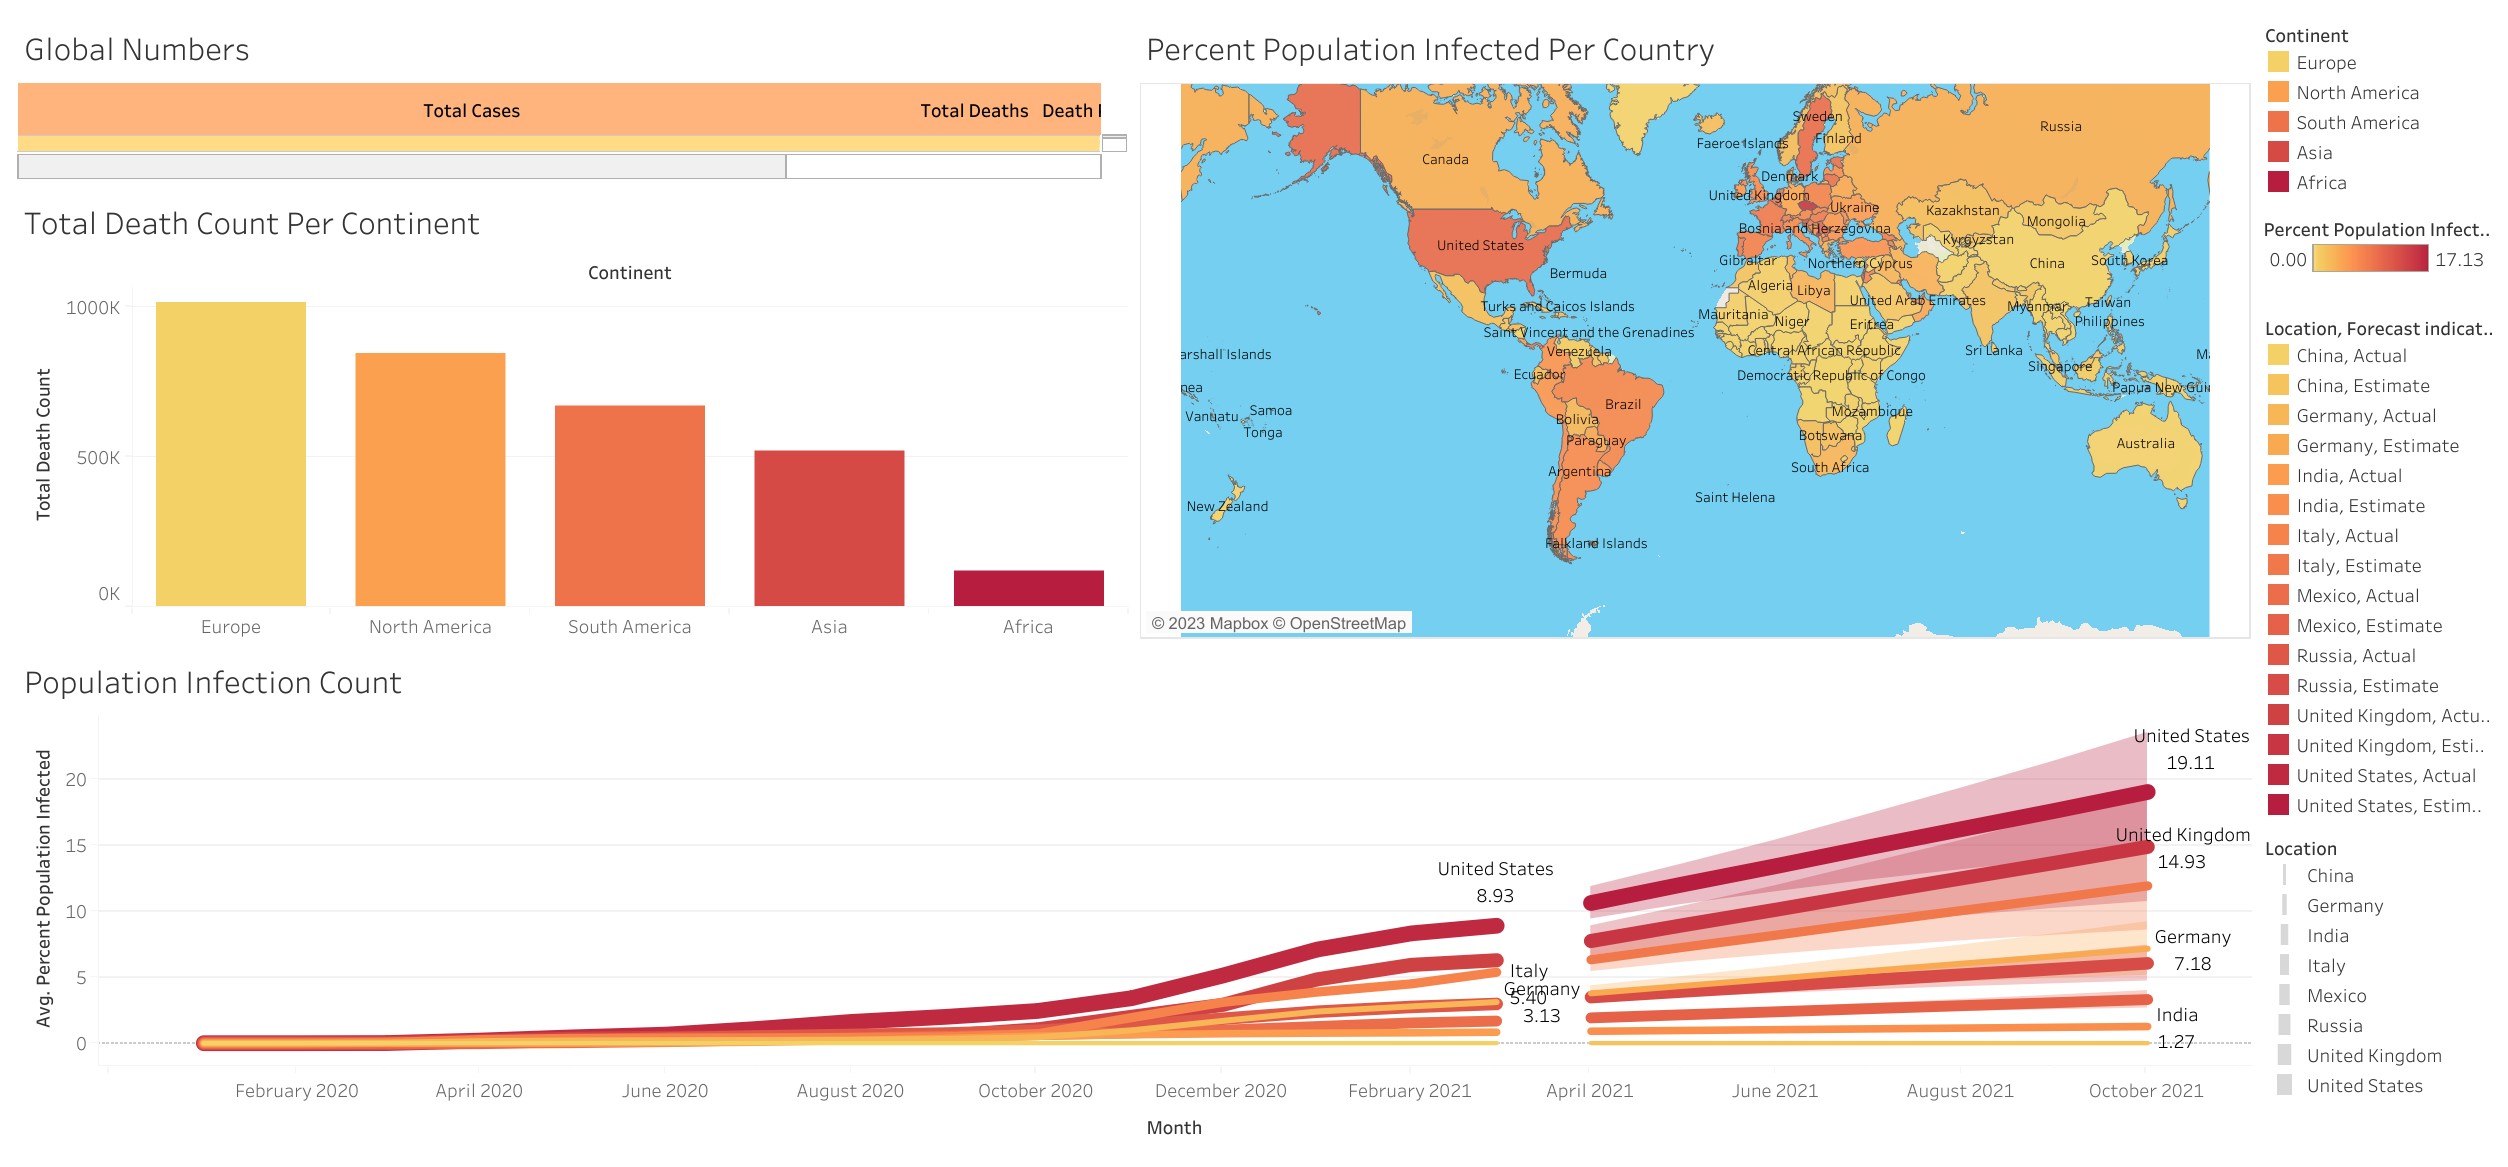 Global Numbers
Total Cases
Total Deaths
Death
Total Death Count Per Continent
Continent
Total Death Count
1000K
500K
0K
Europe
North America
South America
Asia
Africa
Percent Population Infected Per Country
Sweden
Russia
Faeroe Islands
Finland
Canada
Denmark
United Kingdom
Ukraine
Kazakhstan
Mongolia
Bosnia and Herzegovina
United States
Kyrgyzstan
Gibraltar
Northern Cyprus
China
South Korea
Bermuda
Algeria
Libya
Turks and Caicos Islands
United Arab Emirates
Myanmar
Taiwan
Mauritania
Niger
Eritrea
Philippines
Saint Vincent and the Grenadines
Venezuela
Central African Republic
Sri Lanka
arshall Islands
Ma
Ecuador
Democratic Republic of Congo
Singapore
nea
Papua New Gui
Brazil
Samoa
Vanuatu
Mozambique
Bolivia
Tonga
Paraguay
Botswana
Australia
Argentina
South Africa
Saint Helena
New Zealand
Falkland Islands
© 2023 Mapbox © OpenStreetMap
Population Infection Count
Avg. Percent Population Infected
20
15
10
5
0
United States
8.93
Italy
5.40
Germany
3.13
United States
19.11
United Kingdom
14.93
Germany
7.18
India
1.27
February 2020
April 2020
June 2020
August 2020
October 2020
December 2020
February 2021
April 2021
June 2021
August 2021
October 2021
Month
Continent
Europe
North America
South America
Asia
Africa
Percent Population Infect..
0.00
17.13
Location, Forecast indicat..
China, Actual
China, Estimate
Germany, Actual
Germany, Estimate
India, Actual
India, Estimate
Italy, Actual
Italy, Estimate
Mexico, Actual
Mexico, Estimate
Russia, Actual
Russia, Estimate
United Kingdom, Actu..
United Kingdom, Esti..
United States, Actual
United States, Estim..
Location
China
Germany
India
Italy
Mexico
Russia
United Kingdom
United States